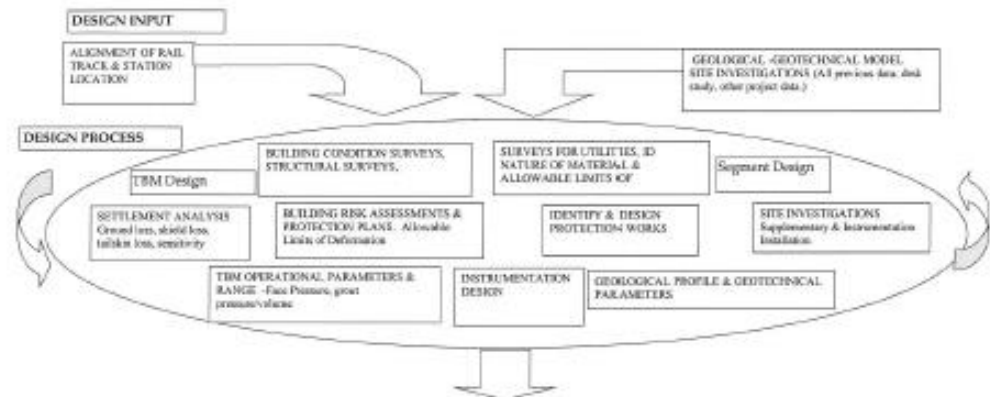 DESIGN INPUT
ALIGNMENT OF RAIL
TRACK & STATION
LOCATION
GEOLOGICAL -GEOTECHNICAL MODEL
SITE INVESTIGATIONS (All previous data, desk
study, other project data.)
DESIGN PROCESS
BUILDING CONDITION SURVEYS,
STRUCTURAL SURVEYS,
SURVEYS FOR UTILITIES, ID
NATURE OF MATERIAL &
ALLOWABLE LIMITS OF
TBM Design
Segment Design
SETTLEMENT ANALYSIS
Ground loss, shield loss,
tailskin loss, sensitivity
BUILDING RISK ASSESSMENTS &
PROTECTION PLANS. Allowable
Limits of Deformation
IDENTIFY & DESIGN
PROTECTION WORKS
SITE INVESTIGATIONS
Supplementary & Instrumentation
Installation.
TBM OPERATIONAL PARAMETERS &
RANGE -Face Pressure, grout
pressure/volume
INSTRUMENTATION
DESIGN
GEOLOGICAL PROFILE & GEOTECHNICAL
PARAMETERS.